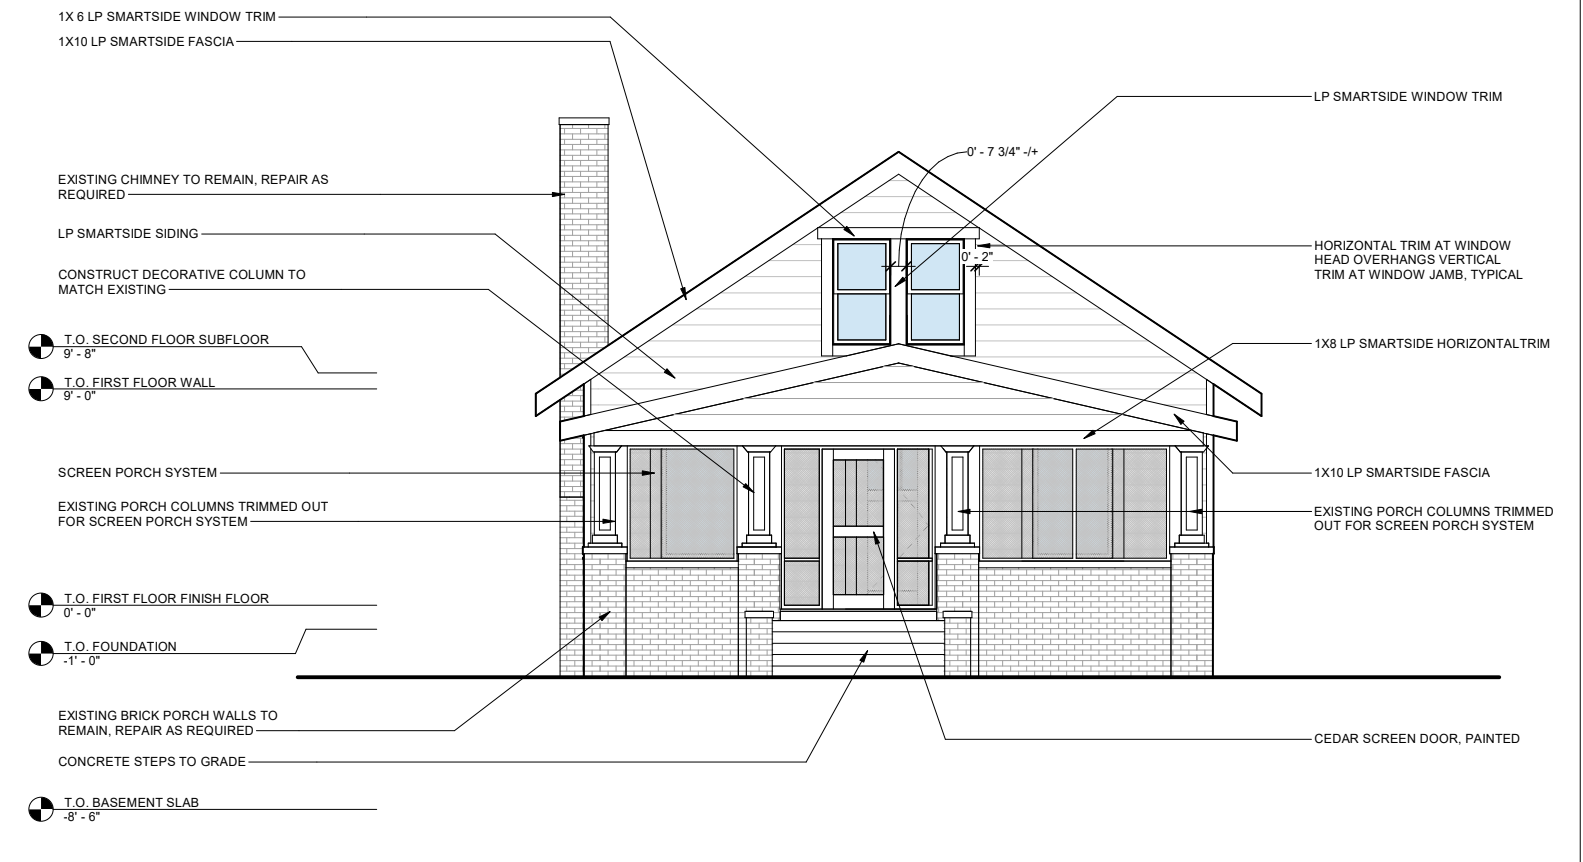 1X 6 LP SMARTSIDE WINDOW TRIM
1X10 LP SMARTSIDE FASCIA
LP SMARTSIDE WINDOW TRIM
0' - 7 3/4" -/+
EXISTING CHIMNEY TO REMAIN, REPAIR AS
REQUIRED
LP SMARTSIDE SIDING
HORIZONTAL TRIM AT WINDOW
HEAD OVERHANGS VERTICAL
TRIM AT WINDOW JAMB, TYPICAL
0' - 2"
CONSTRUCT DECORATIVE COLUMN TO
MATCH EXISTING
T.O. SECOND FLOOR SUBFLOOR
9' - 8"
1X8 LP SMARTSIDE HORIZONTALTRIM
T.O. FIRST FLOOR WALL
9' - 0"
SCREEN PORCH SYSTEM
1X10 LP SMARTSIDE FASCIA
EXISTING PORCH COLUMNS TRIMMED OUT
FOR SCREEN PORCH SYSTEM
EXISTING PORCH COLUMNS TRIMMED
OUT FOR SCREEN PORCH SYSTEM
T.O. FIRST FLOOR FINISH FLOOR
0' - 0"
T.O. FOUNDATION
-1' - 0"
EXISTING BRICK PORCH WALLS TO
REMAIN, REPAIR AS REQUIRED
CEDAR SCREEN DOOR, PAINTED
CONCRETE STEPS TO GRADE
T.O. BASEMENT SLAB
-8' - 6"